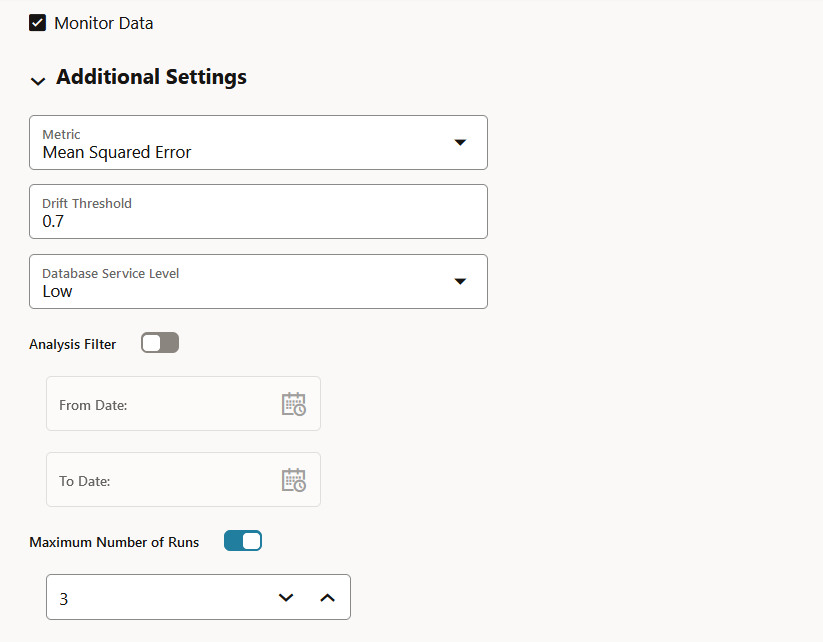 Monitor Data
Additional Settings
Metric
Mean Squared Error
Drift Threshold
0.7
Database Service Level
Low
Analysis Filter
From Date:
To Date:
Maximum Number of Runs
3